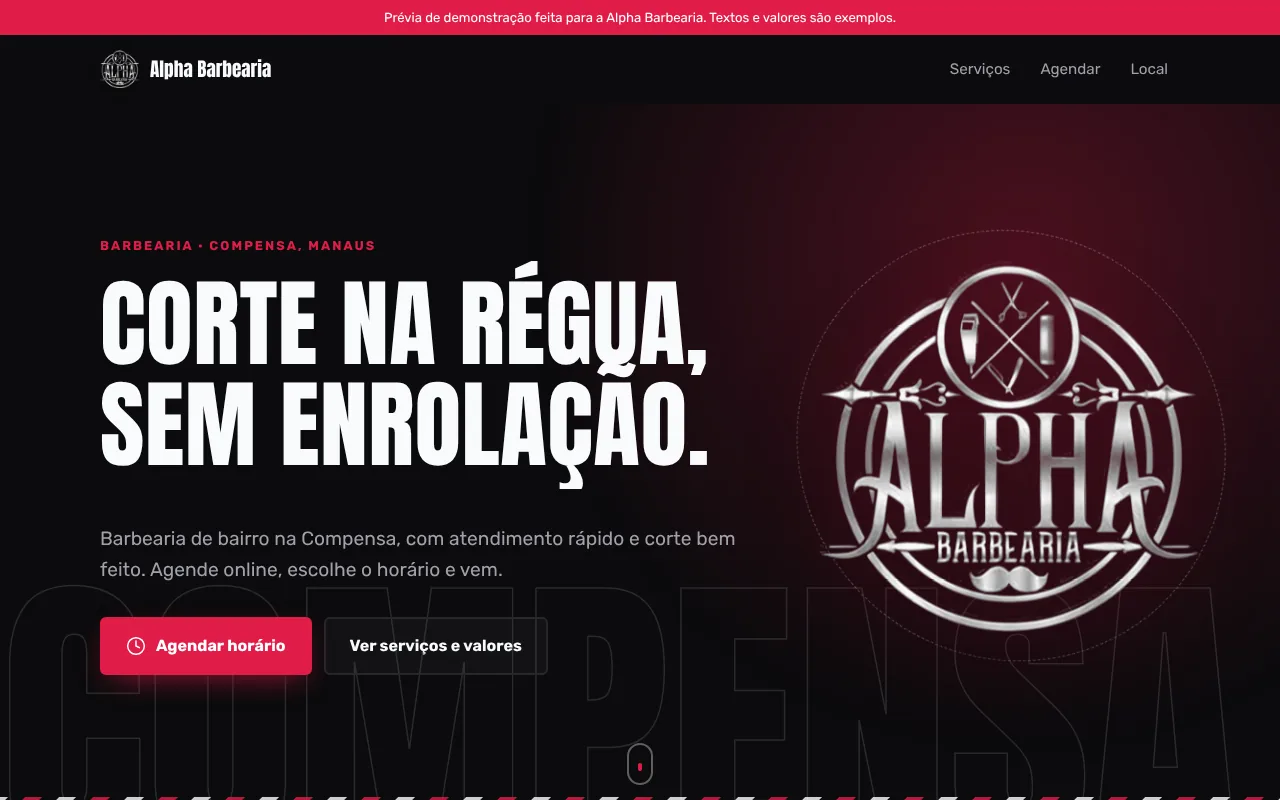 Prévia de demonstração feita para a Alpha Barbearia. Textos e valores são exemplos.
ALPHA
Alpha Barbearia
Serviços
Agendar
Local
BARBEARIA · COMPENSA, MANAUS
CORTE NA RÉGUA,
SEM ENROLAÇÃO.
ALPHA
BARBEARIA
Barbearia de bairro na Compensa, com atendimento rápido e corte bem
feito. Agende online, escolhe o horário e vem.
Agendar horário
Ver serviços e valores
COMPENSA